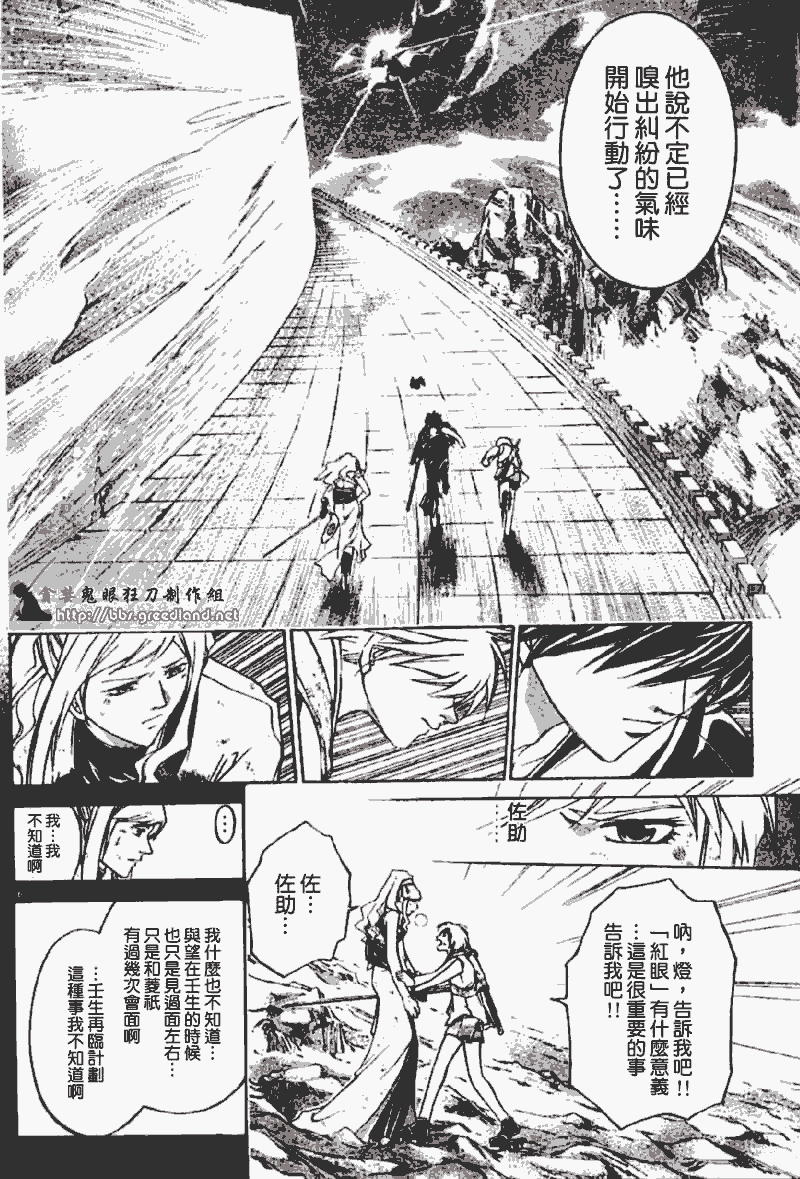 他說不定已經
嗅出糾紛的氣味
開始行動了……
鬼眼狂刀制作組
http://bbs.greedland.net
佐助
吶，燈，告訴我吧!!
「紅眼」有什麼意義
…這是很重要的事
告訴我吧!!
佐…
佐助…
…
我…我
不知道啊
我什麼也不知道…
與望在壬生的時候
也只是見過面左右…
只是和菱祇
有過幾次會面啊
…壬生再臨計劃
這種事我不知道啊